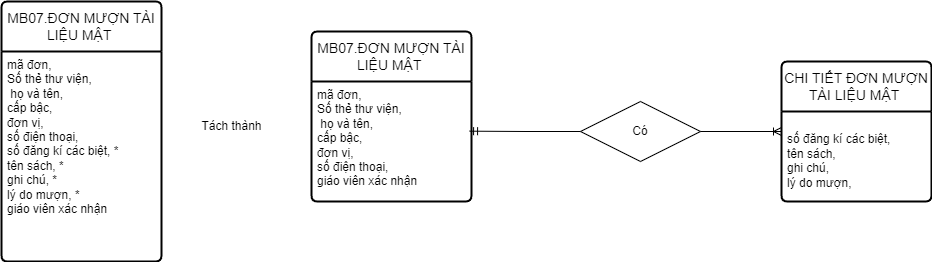 MB07.ĐƠN MƯỢN TÀI
LIỆU MẬT
mã đơn,
Số thẻ thư viện,
họ và tên,
cấp bậc,
đơn vị,
số điện thoại,
số đăng kí các biệt, *
tên sách, *
ghi chú, *
lý do mượn, *
giáo viên xác nhận
Tách thành
MB07.ĐƠN MƯỢN TÀI
LIỆU MẬT
mã đơn,
Số thẻ thư viện,
họ và tên,
cấp bậc,
đơn vị,
số điện thoại,
giáo viên xác nhận
Có
CHI TIẾT ĐƠN MƯỢN
TÀI LIỆU MẬT
số đăng kí các biệt,
tên sách,
ghi chú,
lý do mượn,